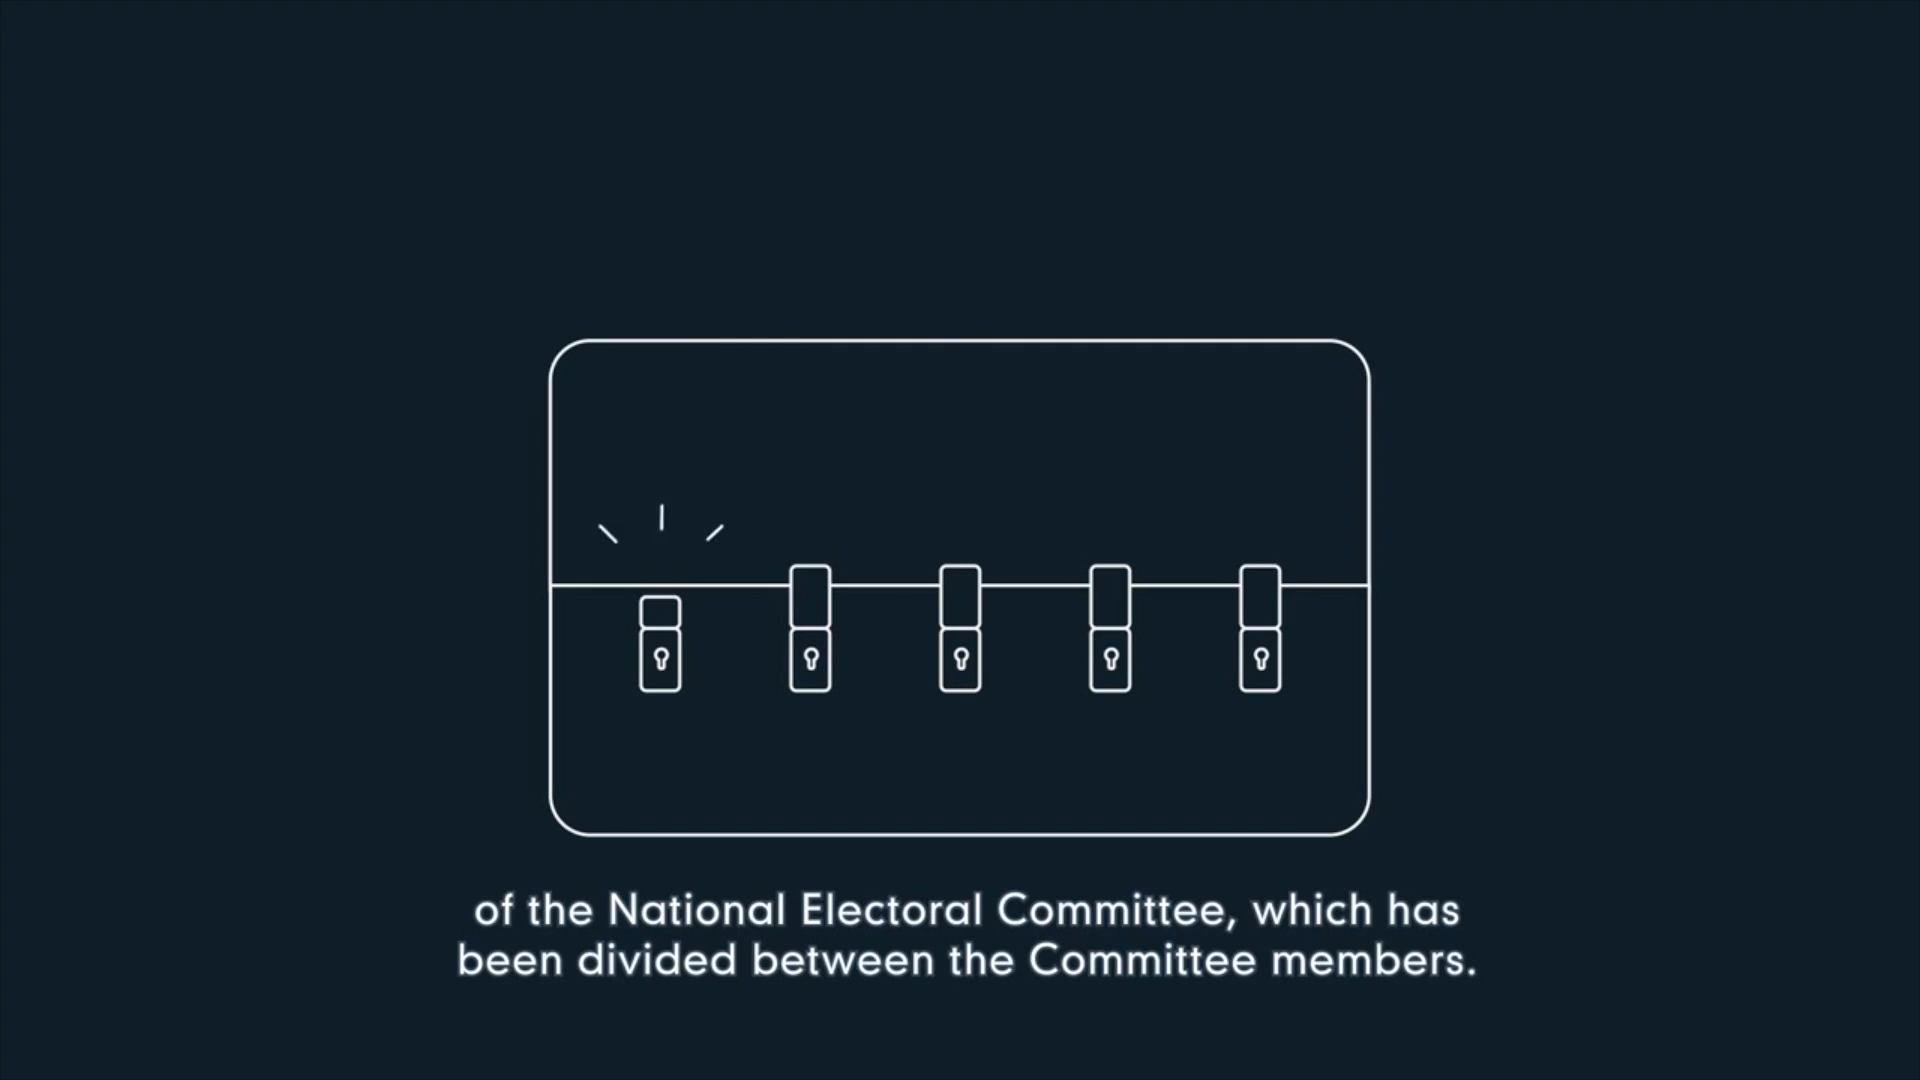 of the National Electoral Committee, which has
been divided between the Committee members.